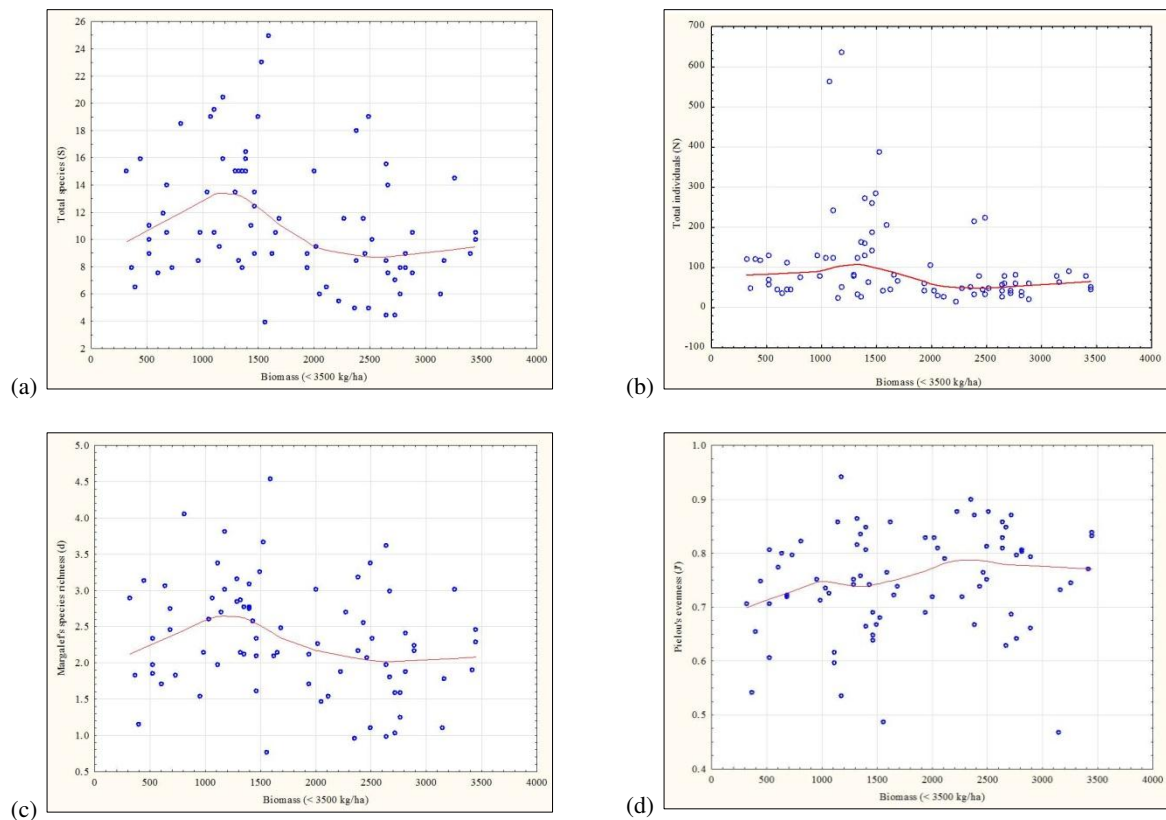 26
24
22
20
18
16
14
12
10
8
6
4
2
Total species (S)
0 500 1000 1500 2000 2500 3000 3500 4000
Biomass (< 3500 kg/ha)
(a)
700
600
500
400
300
200
100
0
-100
Total individuals (N)
0 500 1000 1500 2000 2500 3000 3500 4000
Biomass (< 3500 kg/ha)
(b)
5.0
4.5
4.0
3.5
3.0
2.5
2.0
1.5
1.0
0.5
Margalef's species richness (d)
0 500 1000 1500 2000 2500 3000 3500 4000
Biomass (< 3500 kg/ha)
(c)
1.0
0.9
0.8
0.7
0.6
0.5
0.4
Pielou's evenness (J)
0 500 1000 1500 2000 2500 3000 3500 4000
Biomass (< 3500 kg/ha)
(d)